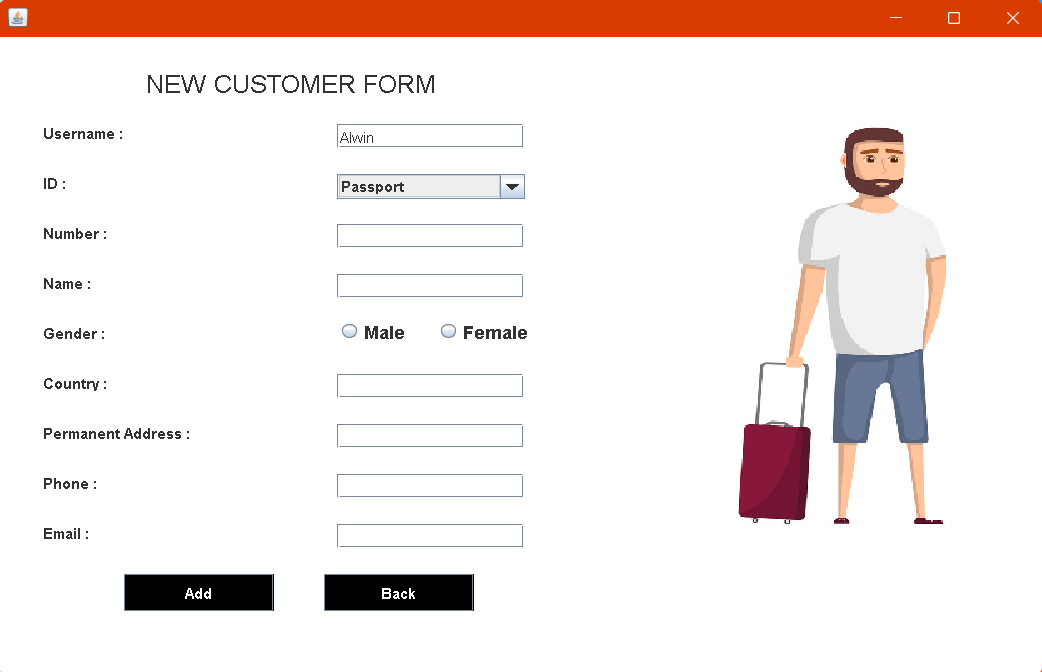 NEW CUSTOMER FORM
Username : Alwin
ID : Passport
Number :
Name :
Gender : Male Female
Country :
Permanent Address :
Phone :
Email :
Add Back